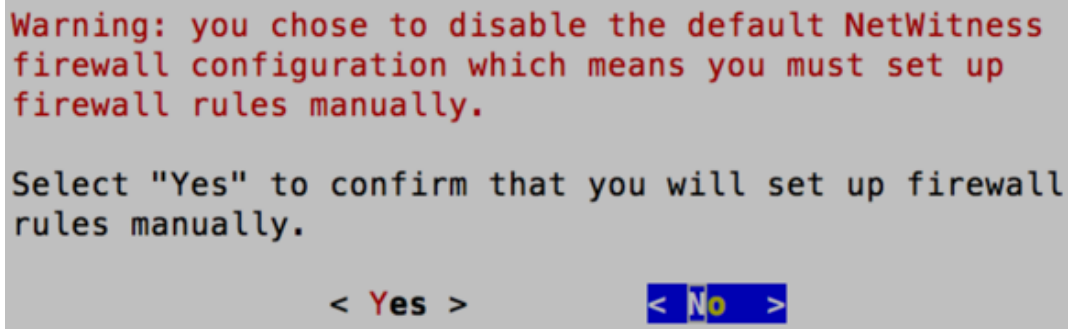 Warning: you chose to disable the default NetWitness
firewall configuration which means you must set up
firewall rules manually.
Select "Yes" to confirm that you will set up firewall
rules manually.
< Yes > < No >